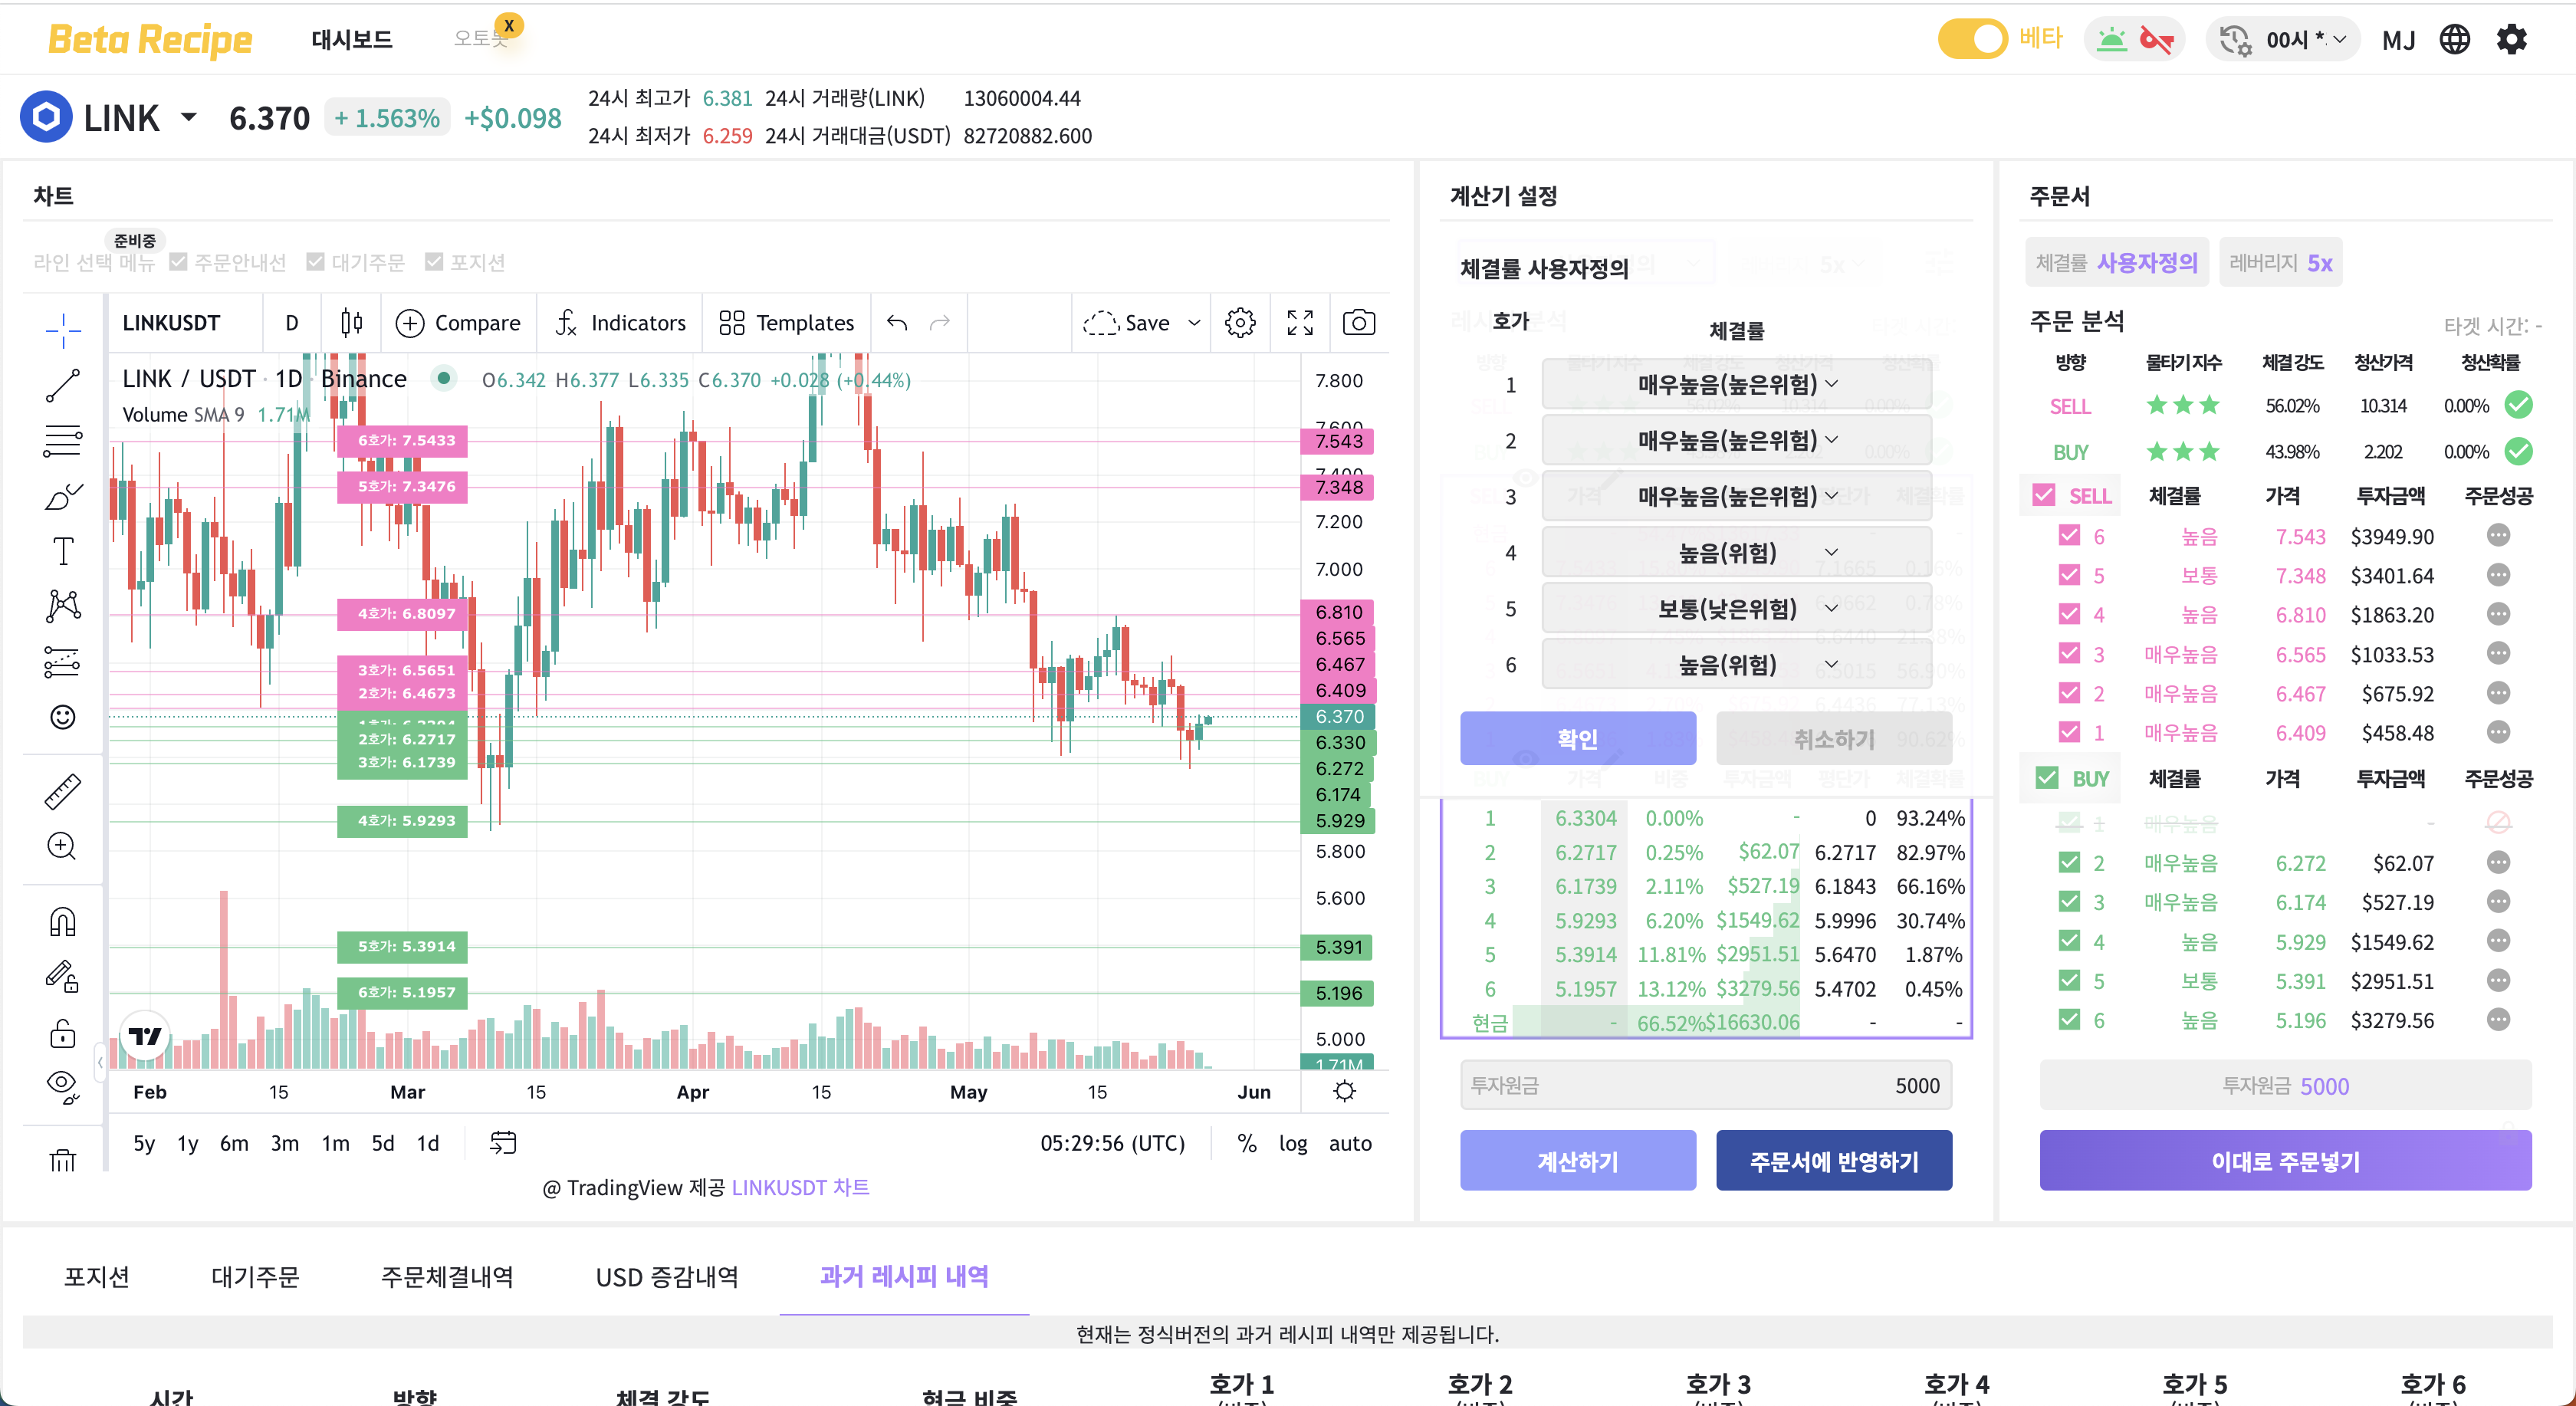 Beta Recipe 대시보드 오토봇 X 베타 00시 *. MJ
LINK 6.370 + 1.563% +$0.098
24시 최고가 6.381 24시 거래량(LINK) 13060004.44
24시 최저가 6.259 24시 거래대금(USDT) 82720882.600
차트
준비중
라인 선택 메뉴 주문안내선 대기주문 포지션
LINKUSDT D Compare Indicators Templates Save
LINK / USDT · 1D · Binance O6.342 H6.377 L6.335 C6.370 +0.028 (+0.44%)
Volume SMA 9 1.71M
6호가: 7.5433
5호가: 7.3476
4호가: 6.8097
3호가: 6.5651
2호가: 6.4673
2호가: 6.2717
3호가: 6.1739
4호가: 5.9293
5호가: 5.3914
6호가: 5.1957
7.800
7.600
7.543
7.400
7.348
7.200
7.000
6.810
6.565
6.467
6.409
6.370
6.330
6.272
6.174
5.929
5.800
5.600
5.391
5.196
5.000
1.71M
Feb 15 Mar 15 Apr 15 May 15 Jun
5y 1y 6m 3m 1m 5d 1d 05:29:56 (UTC) % log auto
@ TradingView 제공 LINKUSDT 차트
계산기 설정
체결률 사용자정의
호가 체결률
1 매우높음(높은위험)
2 매우높음(높은위험)
3 매우높음(높은위험)
4 높음(위험)
5 보통(낮은위험)
6 높음(위험)
확인 취소하기
BUY 가격 비중 투자금액 평단가 체결확률
1 6.3304 0.00% - 0 93.24%
2 6.2717 0.25% $62.07 6.2717 82.97%
3 6.1739 2.11% $527.19 6.1843 66.16%
4 5.9293 6.20% $1549.62 5.9996 30.74%
5 5.3914 11.81% $2951.51 5.6470 1.87%
6 5.1957 13.12% $3279.56 5.4702 0.45%
현금 - 66.52% $16630.06 - -
투자원금 5000
계산하기 주문서에 반영하기
주문서
체결률 사용자정의 레버리지 5x
주문 분석 타겟 시간: -
방향 물타기 지수 체결 강도 청산가격 청산확률
SELL 56.02% 10.314 0.00%
BUY 43.98% 2.202 0.00%
SELL 체결률 가격 투자금액 주문성공
6 높음 7.543 $3949.90
5 보통 7.348 $3401.64
4 높음 6.810 $1863.20
3 매우높음 6.565 $1033.53
2 매우높음 6.467 $675.92
1 매우높음 6.409 $458.48
BUY 체결률 가격 투자금액 주문성공
1 매우높음 -
2 매우높음 6.272 $62.07
3 매우높음 6.174 $527.19
4 높음 5.929 $1549.62
5 보통 5.391 $2951.51
6 높음 5.196 $3279.56
투자원금 5000
이대로 주문넣기
포지션 대기주문 주문체결내역 USD 증감내역 과거 레시피 내역
현재는 정식버전의 과거 레시피 내역만 제공됩니다.
시간 방향 체결 강도 현금 비중 호가 1 호가 2 호가 3 호가 4 호가 5 호가 6